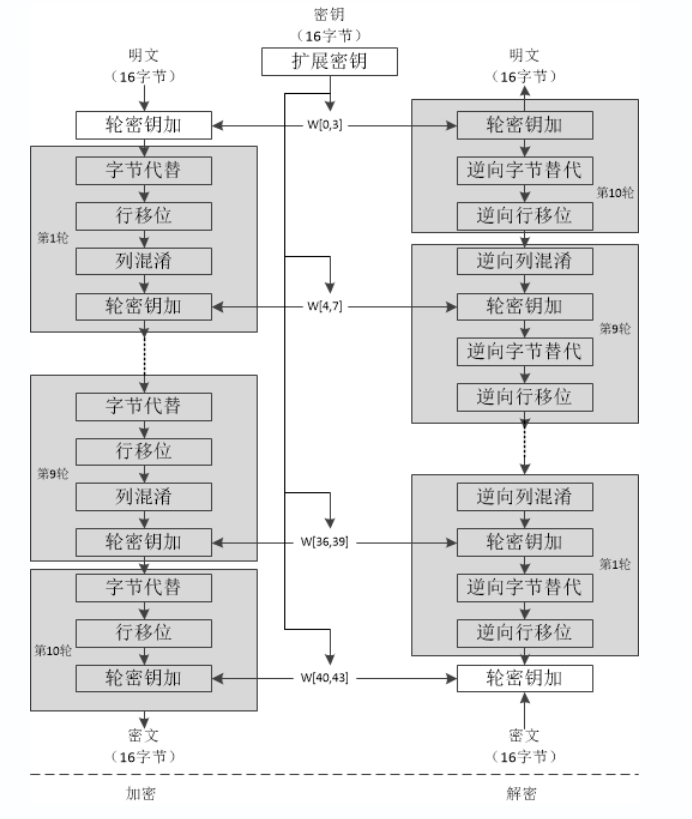 密钥
（16字节）
扩展密钥
明文
（16字节）
轮密钥加
第1轮
字节代替
行移位
列混淆
轮密钥加
第9轮
字节代替
行移位
列混淆
轮密钥加
第10轮
字节代替
行移位
轮密钥加
密文
（16字节）
加密
W[0,3]
W[4,7]
W[36,39]
W[40,43]
明文
（16字节）
轮密钥加
逆向字节替代
第10轮
逆向行移位
逆向列混淆
轮密钥加
第9轮
逆向字节替代
逆向行移位
逆向列混淆
轮密钥加
第1轮
逆向字节替代
逆向行移位
轮密钥加
密文
（16字节）
解密